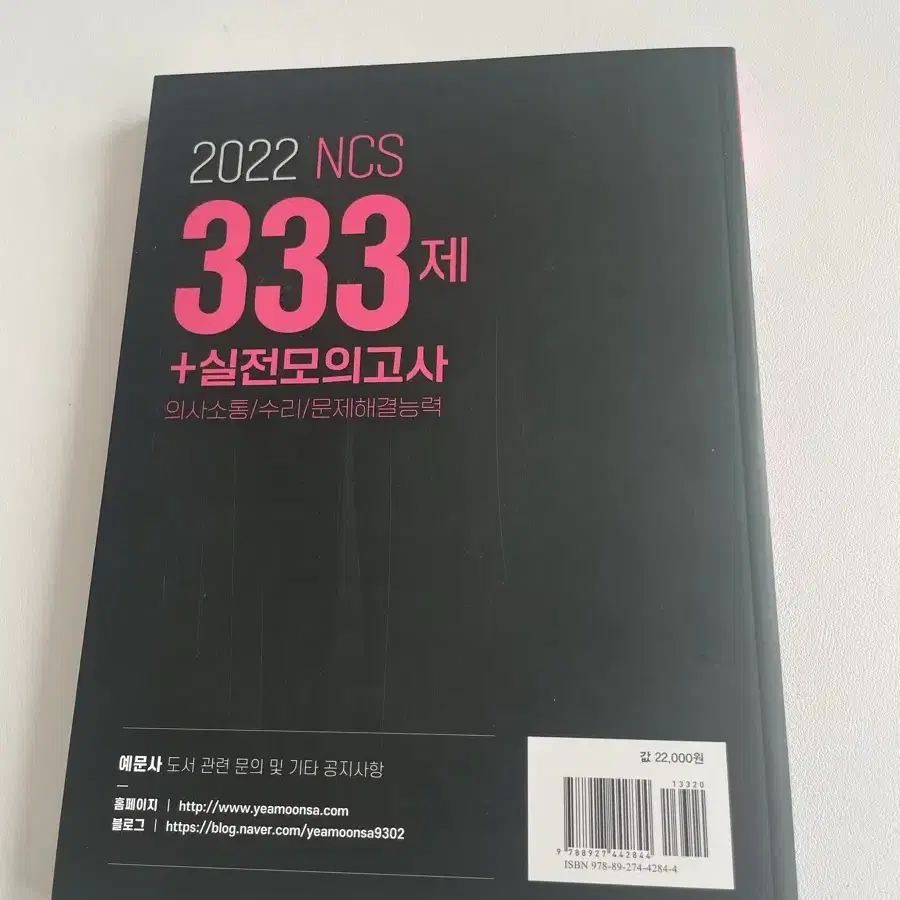 2022 NCS
333제
+실전모의고사
의사소통/수리/문제해결능력
예문사 도서 관련 문의 및 기타 공지사항
홈페이지 | http://www.yeamoonsa.com
블로그 | https://blog.naver.com/yeamoonsa9302
값 22,000원
13320
9 788927 442844
ISBN 978-89-274-4284-4